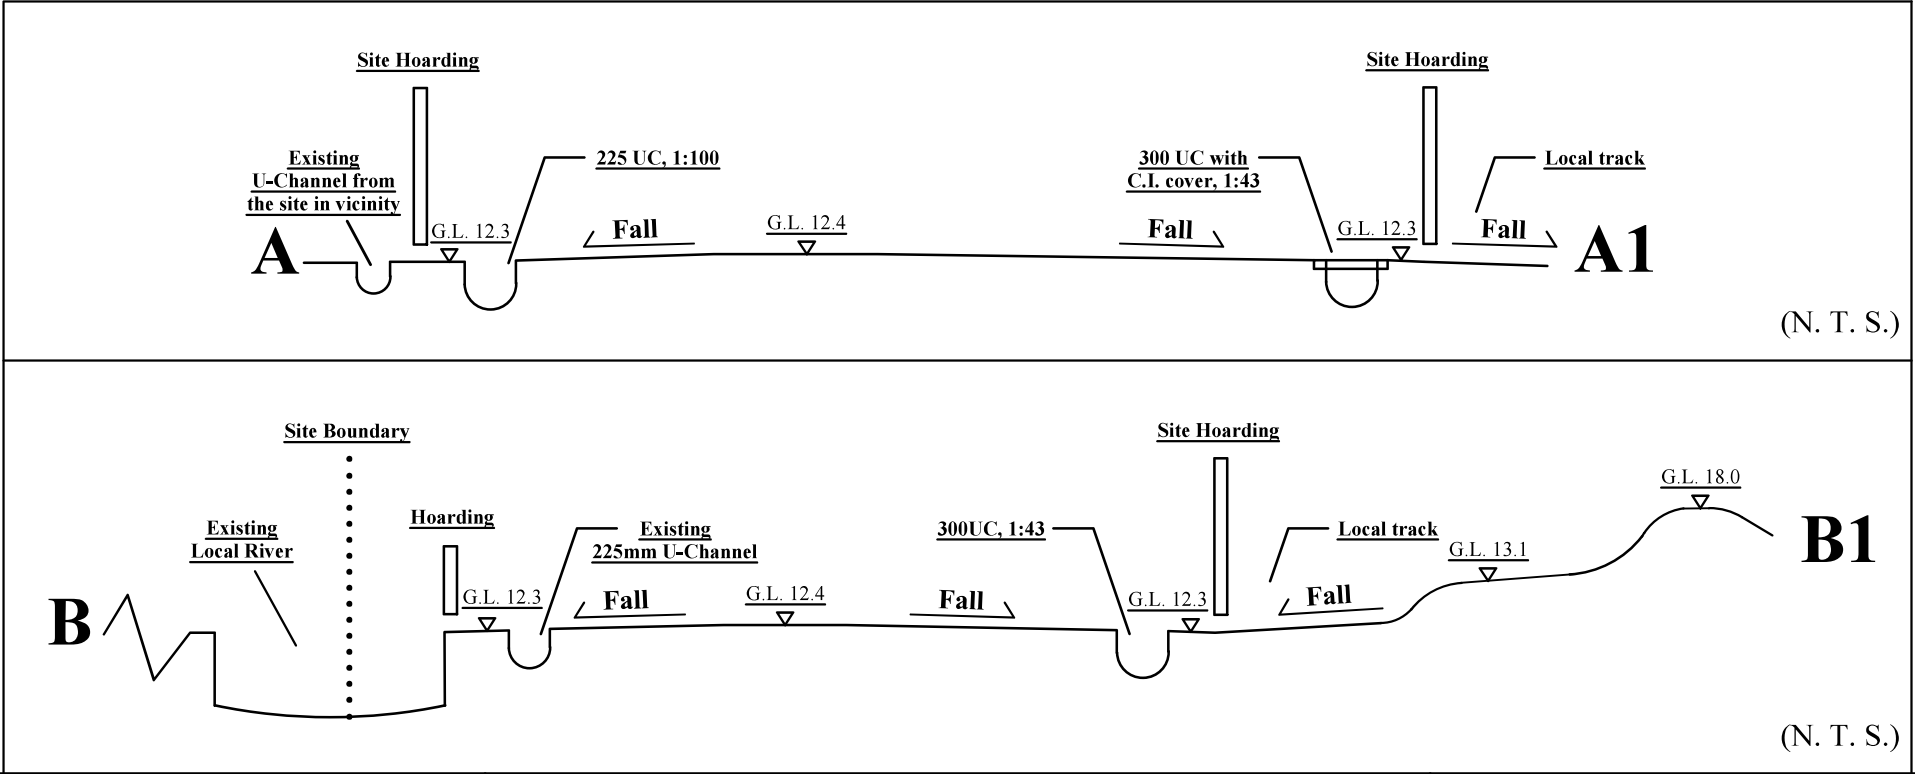 Site Hoarding
Site Hoarding
Existing
U-Channel from
the site in vicinity
225 UC, 1:100
300 UC with
C.I. cover, 1:43
Local track
G.L. 12.3
Fall
G.L. 12.4
Fall
G.L. 12.3
Fall
A
A1
(N. T. S.)
Site Boundary
Site Hoarding
G.L. 18.0
Existing
Local River
Hoarding
Existing
225mm U-Channel
300UC, 1:43
Local track
G.L. 13.1
B1
G.L. 12.3
Fall
G.L. 12.4
Fall
G.L. 12.3
Fall
B
(N. T. S.)